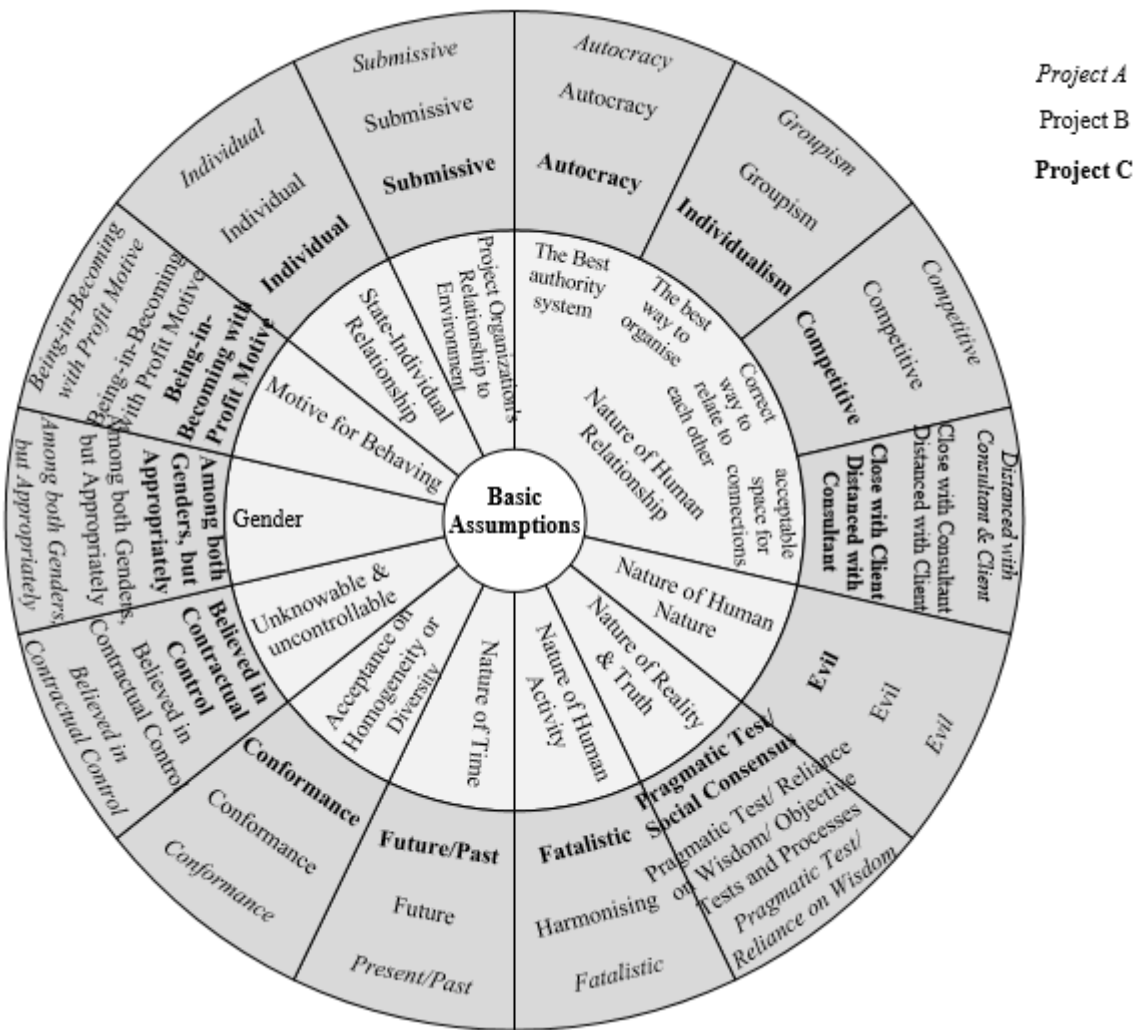 Project A
Project B
Project C
Basic
Assumptions
The Best
authority
system
The best
way to
organise
Correct
way to
relate to
each other
acceptable
space for
connections
Nature of Human
Relationship
Nature of Human
Nature
Nature of Reality
& Truth
Nature of Human
Activity
Nature of Time
Acceptance on
Homogeneity or
Diversity
Unknowable &
uncontrollable
Gender
Motive for Behaving
State-Individual
Relationship
Project Organization's
Relationship to
Environment
Autocracy
Autocracy
Autocracy
Groupism
Groupism
Individualism
Competitive
Competitive
Competitive
Distanced with
Consultant & Client
Close with Consultant
Distanced with Client
Close with Client
Distanced with
Consultant
Evil
Evil
Evil
Pragmatic Test/
Social Consensus
Pragmatic Test/ Reliance
on Wisdom/ Objective
Tests and Processes
Pragmatic Test/
Reliance on Wisdom
Fatalistic
Harmonising
Fatalistic
Future/Past
Future
Present/Past
Conformance
Conformance
Conformance
Believed in
Contractual
Control
Believed in
Contractual Control
Believed in
Contractual Control
Among both
Genders, but
Appropriately
Among both Genders,
but Appropriately
Among both Genders,
but Appropriately
Being-in-Becoming
with Profit Motive
Being-in-Becoming
with Profit Motive
Being-in-
Becoming with
Profit Motive
Individual
Individual
Individual
Submissive
Submissive
Submissive